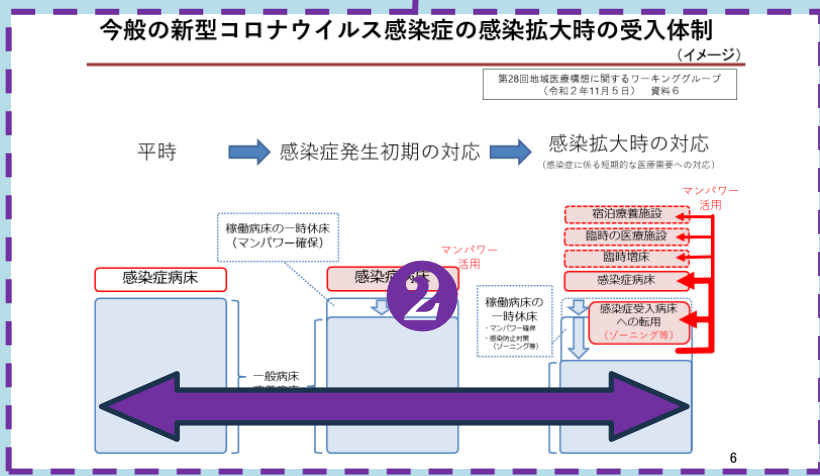 今般の新型コロナウイルス感染症の感染拡大時の受入体制
（イメージ）
第28回地域医療構想に関するワーキンググループ
（令和２年11月５日）　資料６
平時
感染症発生初期の対応
感染拡大時の対応
（感染症に係る短期的な医療需要への対応）
マンパワー
活用
宿泊療養施設
臨時の医療施設
臨時増床
感染症病床
稼働病床の一時休床
（マンパワー確保）
マンパワー
活用
感染症病床
感染
2
稼働病床の
一時休床
・マンパワー確保
・感染防止対策
（ゾーニング等）
感染症受入病床
への転用
（ゾーニング等）
一般病床
6